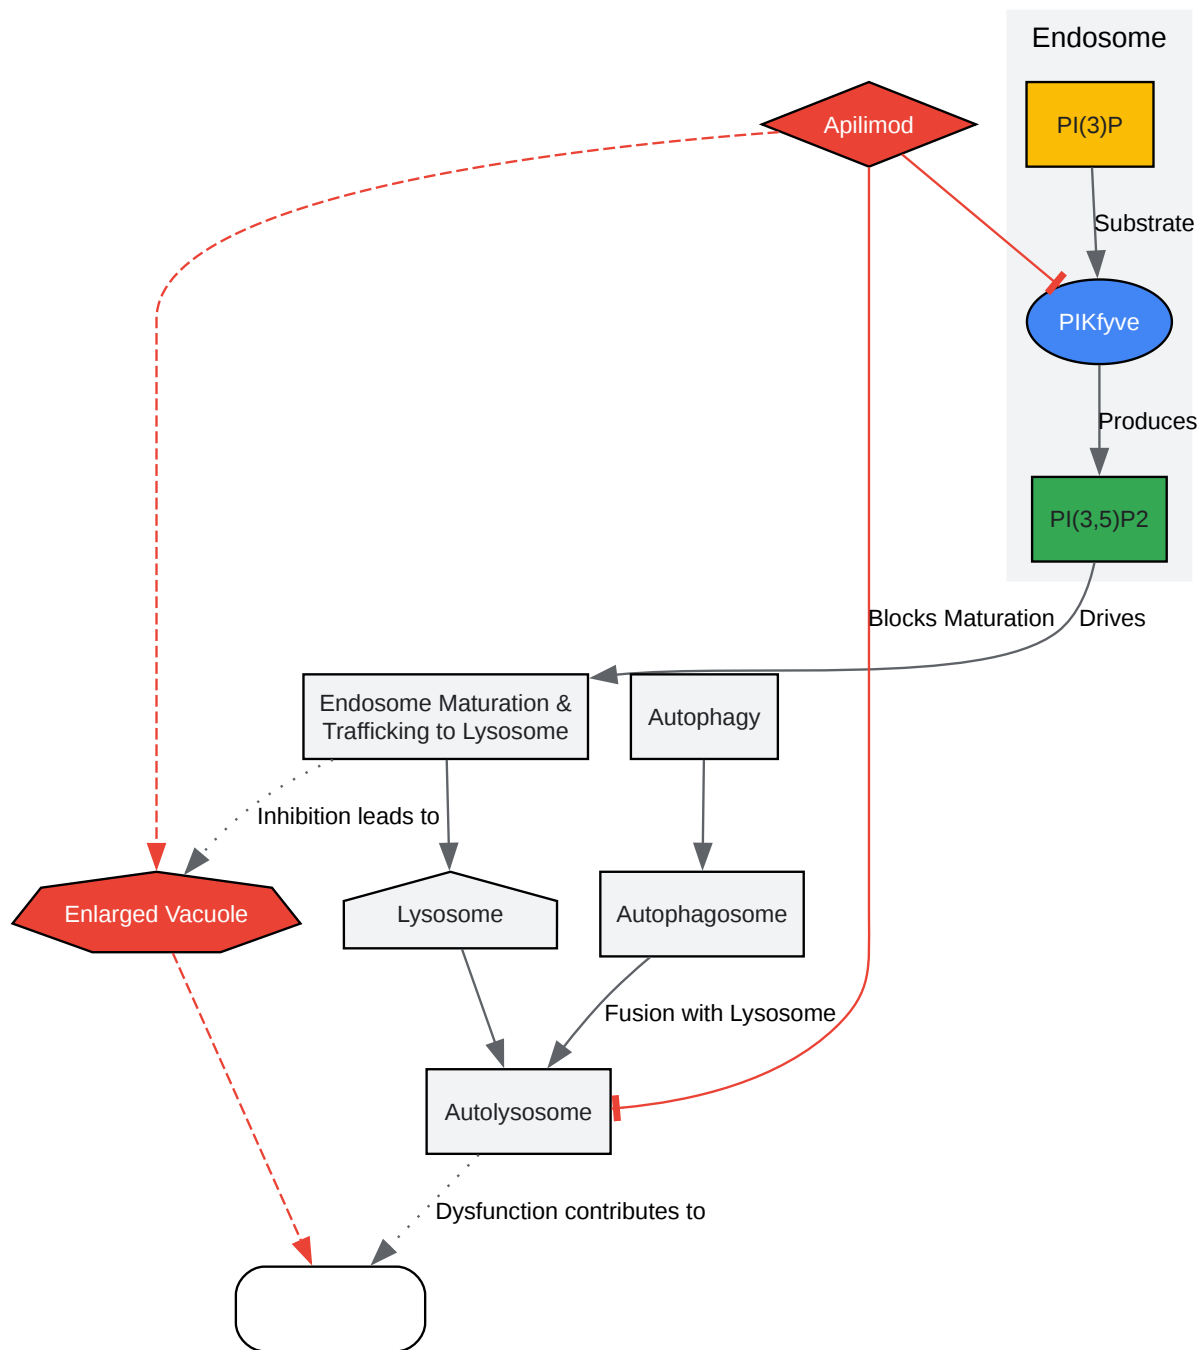 Endosome
Apilimod
PI(3)P
Substrate
PIKfyve
Produces
PI(3,5)P2
Blocks Maturation
Drives
Endosome Maturation &
Trafficking to Lysosome
Autophagy
Inhibition leads to
Enlarged Vacuole
Lysosome
Autophagosome
Fusion with Lysosome
Autolysosome
Dysfunction contributes to